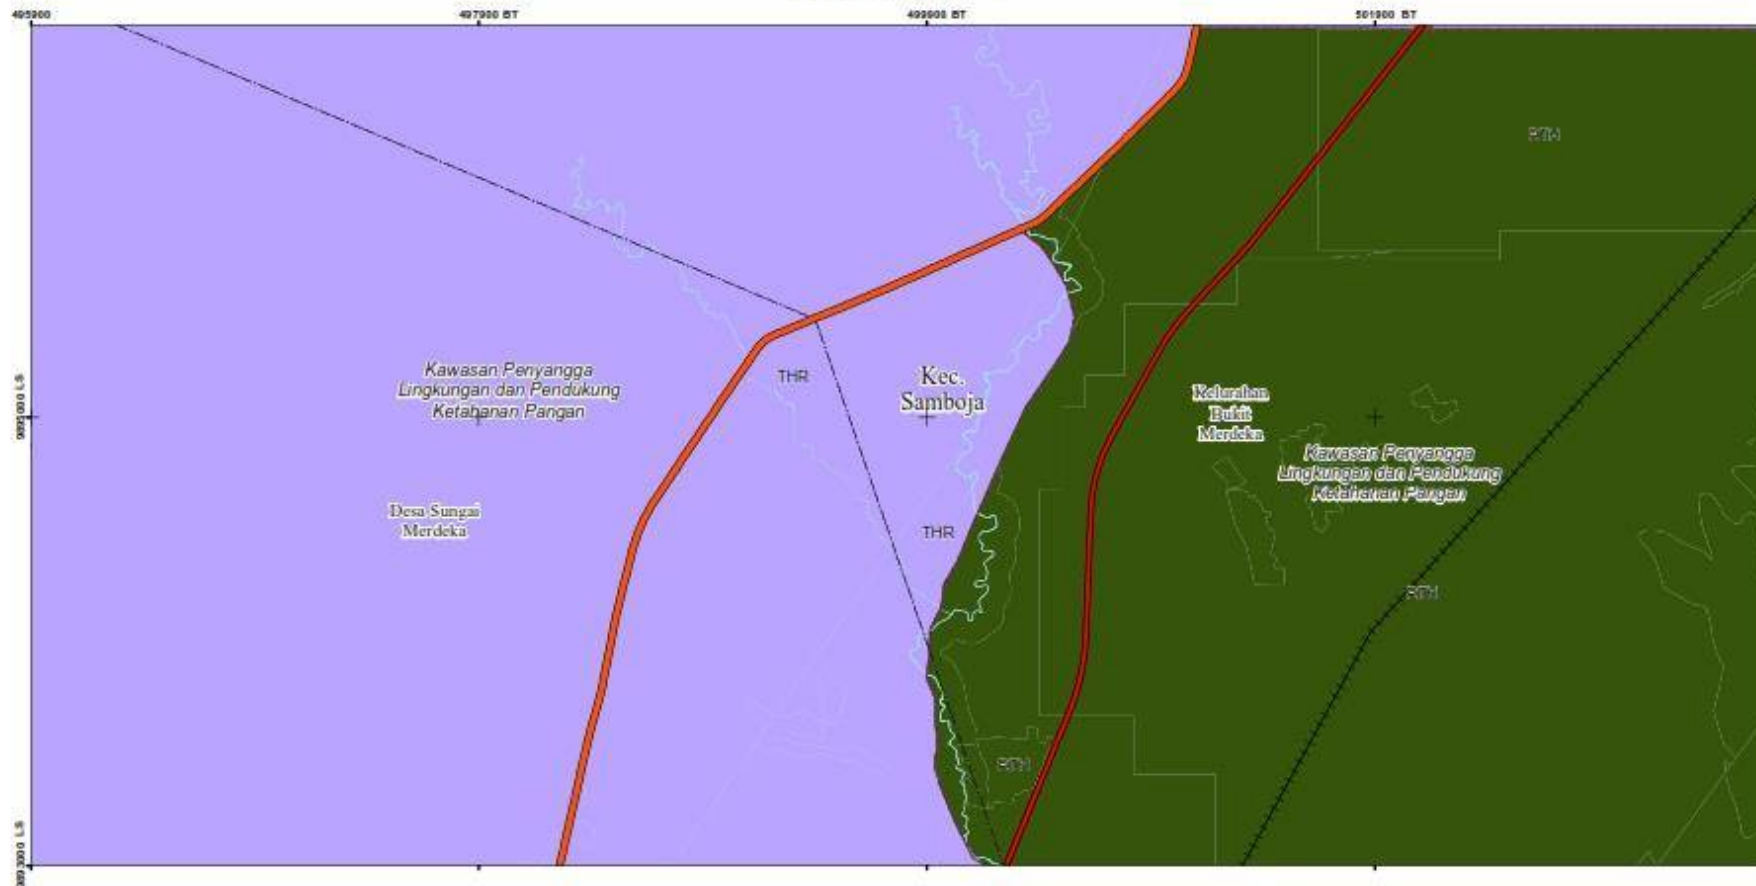 495900
497900 BT
499900 BT
501900 BT
RTH
Kawasan Penyangga
Lingkungan dan Pendukung
Ketahanan Pangan
THR
Kec.
Samboja
Kelurahan
Bukit
Merdeka
Kawasan Penyangga
Lingkungan dan Pendukung
Ketahanan Pangan
Desa Sungai
Merdeka
THR
RTH
RTH